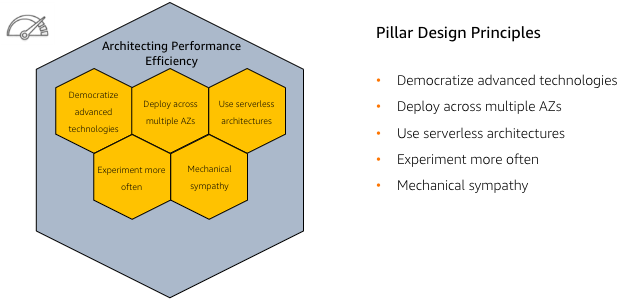 Architecting Performance
Efficiency
Democratize
advanced
technologies
Deploy across
multiple AZs
Use serverless
architectures
Experiment more
often
Mechanical
sympathy
Pillar Design Principles
• Democratize advanced technologies
• Deploy across multiple AZs
• Use serverless architectures
• Experiment more often
• Mechanical sympathy